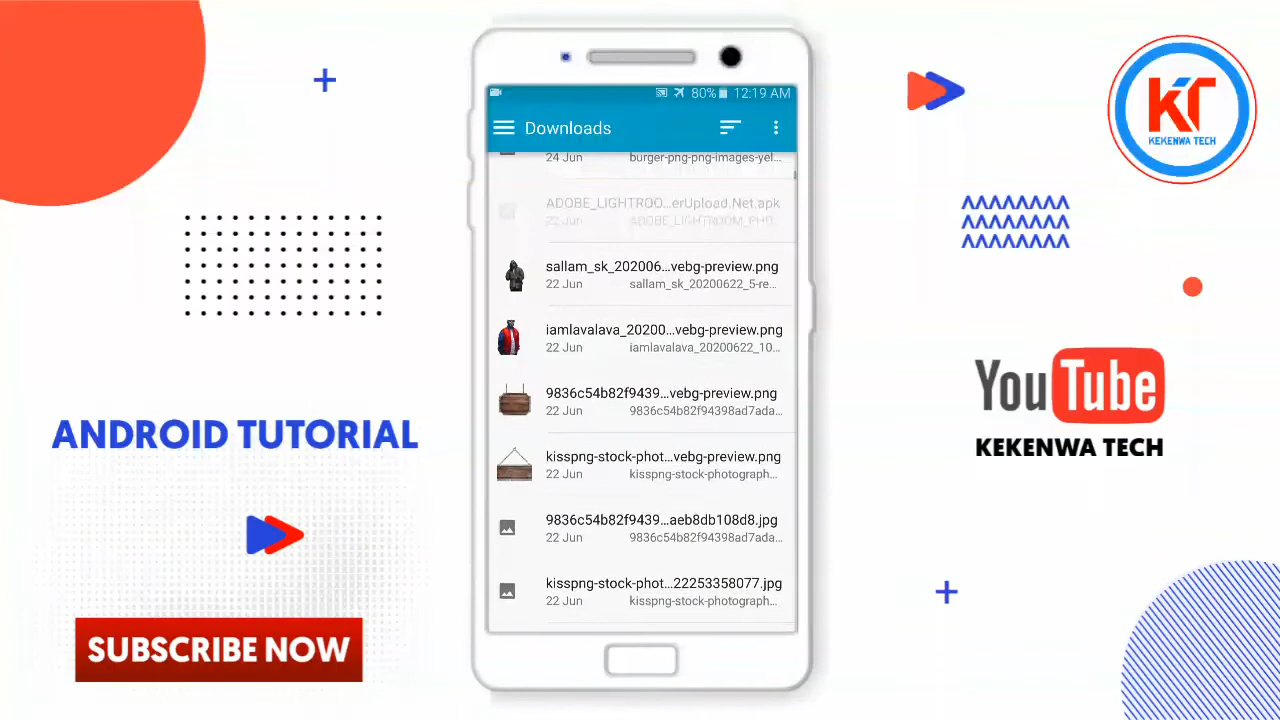 80% 12:19 AM
Downloads
24 Jun burger-png-png-images-yel...
ADOBE_LIGHTROO...erUpload.Net.apk
22 Jun ADOBE_LIGHTROOM_PHO...
sallam_sk_202006...vebg-preview.png
22 Jun sallam_sk_20200622_5-re...
iamlavalava_20200...vebg-preview.png
22 Jun iamlavalava_20200622_10...
9836c54b82f9439...vebg-preview.png
22 Jun 9836c54b82f94398ad7ada...
kisspng-stock-phot...vebg-preview.png
22 Jun kisspng-stock-photograph...
9836c54b82f9439...aeb8db108d8.jpg
22 Jun 9836c54b82f94398ad7ada...
kisspng-stock-phot...22253358077.jpg
22 Jun kisspng-stock-photograph...
ANDROID TUTORIAL
SUBSCRIBE NOW
KT
KEKENWA TECH
YouTube
KEKENWA TECH